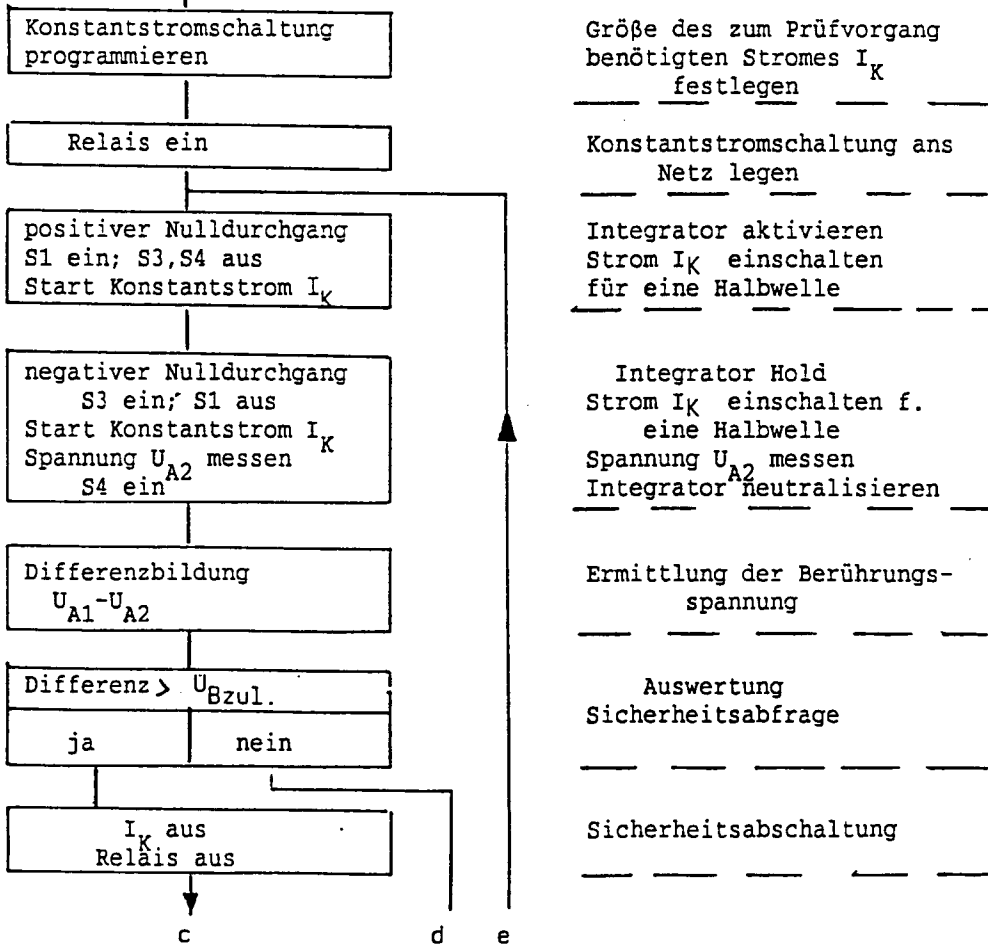 Konstantstromschaltung
programmieren
Größe des zum Prüfvorgang
benötigten Stromes I_K
festlegen
Relais ein
Konstantstromschaltung ans
Netz legen
positiver Nulldurchgang
S1 ein; S3,S4 aus
Start Konstantstrom I_K
Integrator aktivieren
Strom I_K einschalten
für eine Halbwelle
negativer Nulldurchgang
S3 ein; S1 aus
Start Konstantstrom I_K
Spannung U_A2 messen
S4 ein
Integrator Hold
Strom I_K einschalten f.
eine Halbwelle
Spannung U_A2 messen
Integrator neutralisieren
Differenzbildung
U_A1-U_A2
Ermittlung der Berührungs-
spannung
Differenz > U_Bzul.
ja nein
Auswertung
Sicherheitsabfrage
I_K aus
Relais aus
Sicherheitsabschaltung
c d e